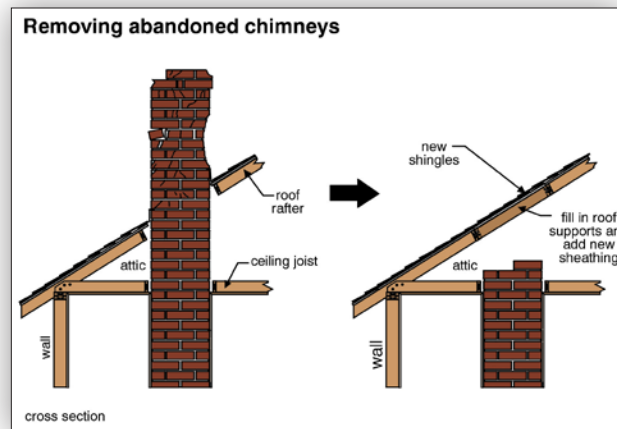 Removing abandoned chimneys
roof
rafter
ceiling joist
attic
wall
cross section
new
shingles
fill in roof
supports an
add new
sheathing
attic
wall